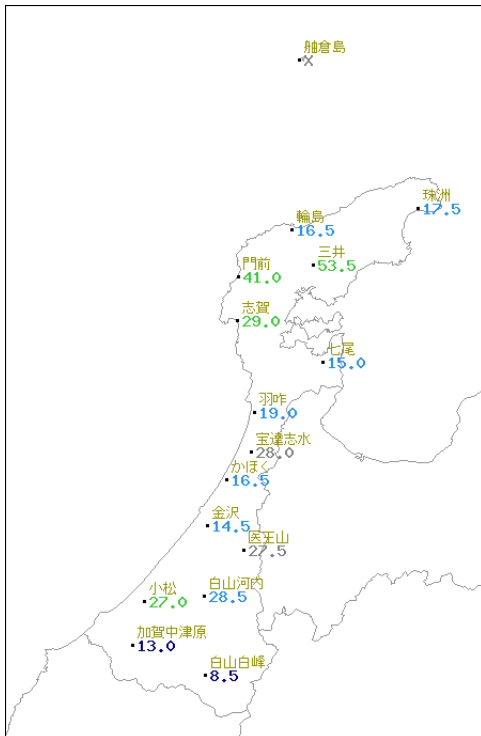 舳倉島
×
珠洲
17.5
輪島
16.5
三井
53.5
門前
41.0
志賀
29.0
七尾
15.0
羽咋
19.0
宝達志水
28.0
かほく
16.5
金沢
14.5
医王山
27.5
白山河内
28.5
小松
27.0
加賀中津原
13.0
白山白峰
8.5